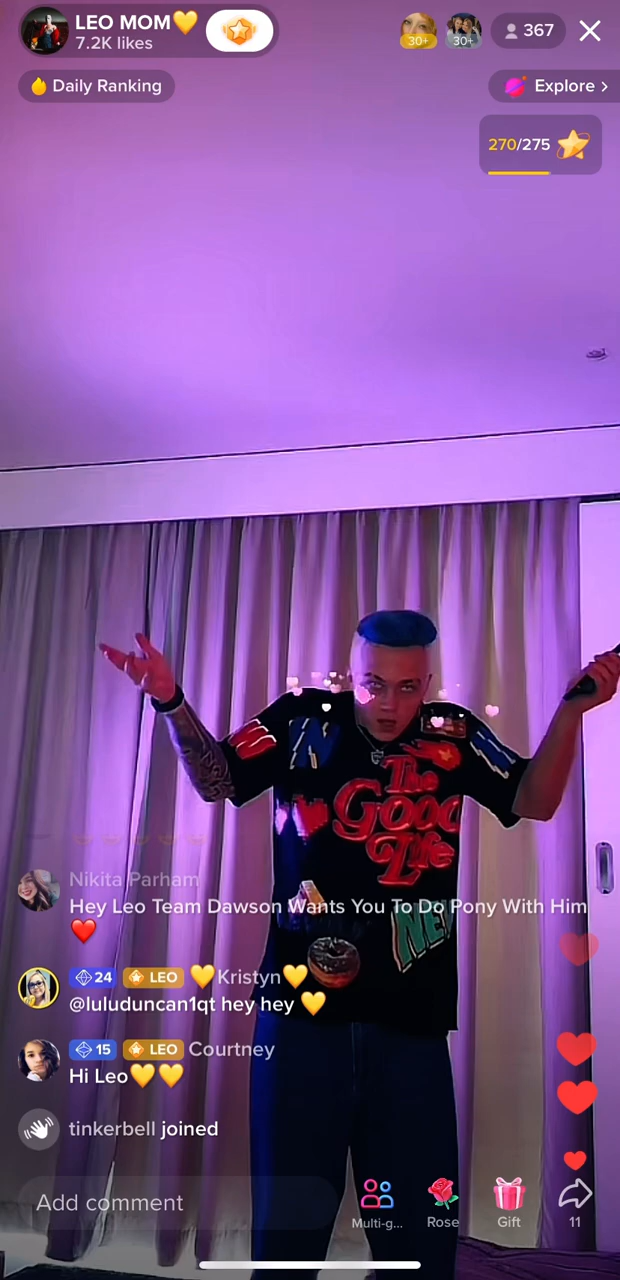 LEO MOM💛
7.2K likes
30+
30+
367
Daily Ranking
Explore >
270/275
The
Good
Life
NE
Nikita Parham
Hey Leo Team Dawson Wants You To Do Pony With Him
❤️
24 LEO 💛Kristyn💛
@luluduncan1qt hey hey 💛
15 LEO Courtney
Hi Leo💛💛
tinkerbell joined
Add comment
Multi-g...
Rose
Gift
11